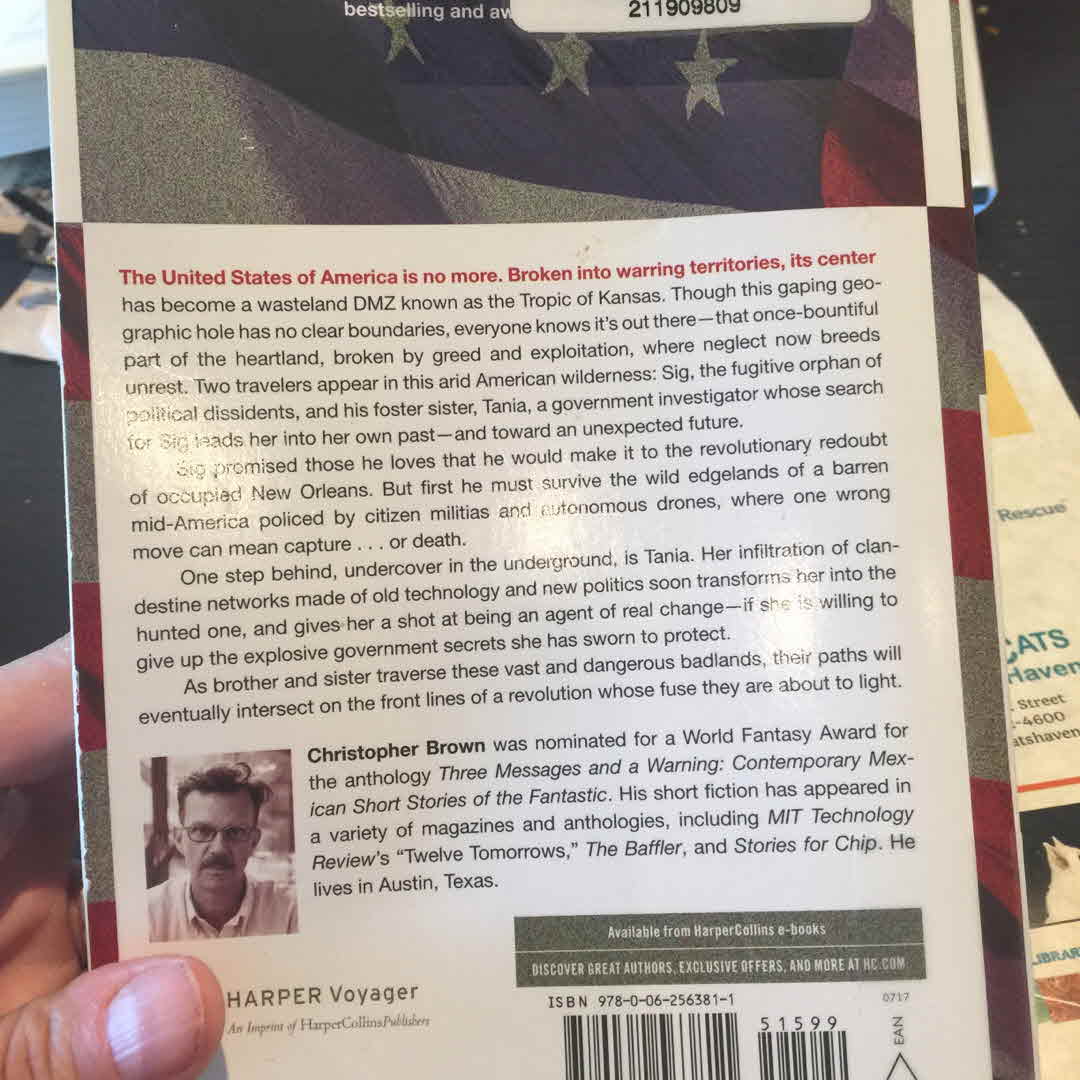 bestselling and aw
211909809
The United States of America is no more. Broken into warring territories, its center
has become a wasteland DMZ known as the Tropic of Kansas. Though this gaping geo-
graphic hole has no clear boundaries, everyone knows it's out there—that once-bountiful
part of the heartland, broken by greed and exploitation, where neglect now breeds
unrest. Two travelers appear in this arid American wilderness: Sig, the fugitive orphan of
political dissidents, and his foster sister, Tania, a government investigator whose search
for Sig leads her into her own past—and toward an unexpected future.
Sig promised those he loves that he would make it to the revolutionary redoubt
of occupied New Orleans. But first he must survive the wild edgelands of a barren
mid-America policed by citizen militias and autonomous drones, where one wrong
move can mean capture . . . or death.
One step behind, undercover in the underground, is Tania. Her infiltration of clan-
destine networks made of old technology and new politics soon transforms her into the
hunted one, and gives her a shot at being an agent of real change—if she is willing to
give up the explosive government secrets she has sworn to protect.
As brother and sister traverse these vast and dangerous badlands, their paths will
eventually intersect on the front lines of a revolution whose fuse they are about to light.
Christopher Brown was nominated for a World Fantasy Award for
the anthology Three Messages and a Warning: Contemporary Mex-
ican Short Stories of the Fantastic. His short fiction has appeared in
a variety of magazines and anthologies, including MIT Technology
Review's “Twelve Tomorrows,” The Baffler, and Stories for Chip. He
lives in Austin, Texas.
Available from HarperCollins e-books
DISCOVER GREAT AUTHORS, EXCLUSIVE OFFERS, AND MORE AT HC.COM
HARPER Voyager
An Imprint of HarperCollinsPublishers
ISBN 978-0-06-256381-1
0717
51599
EAN
Rescue
CATS
Haven
Street
-4600
atshaven
IBRAR